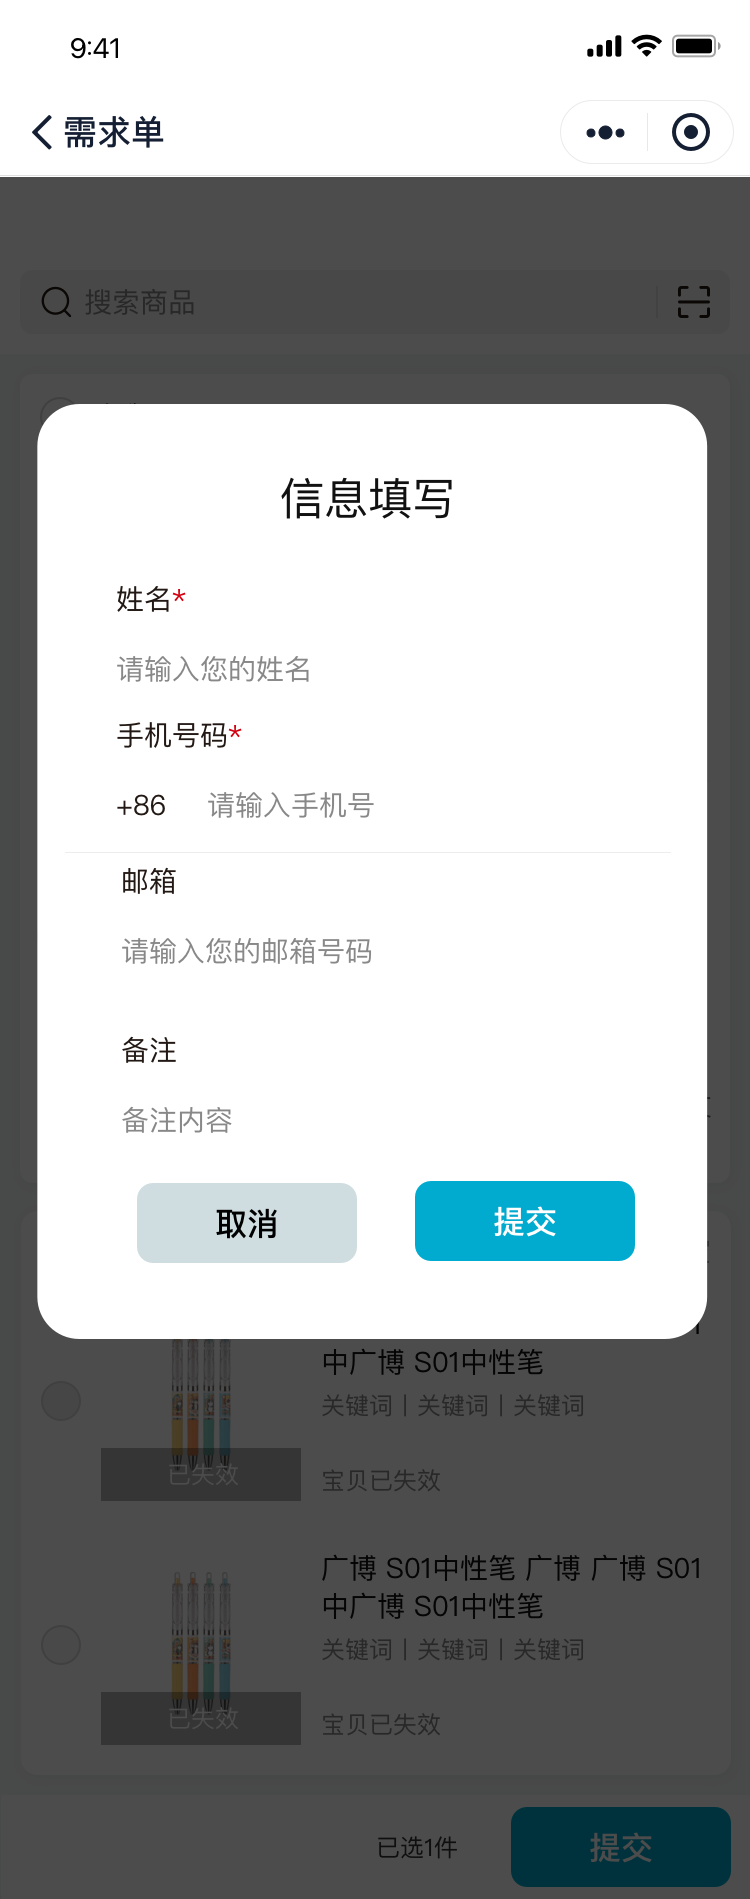 9:41
需求单
搜索商品
信息填写
姓名*
请输入您的姓名
手机号码*
+86 请输入手机号
邮箱
请输入您的邮箱号码
备注
备注内容
取消
提交
中广博 S01中性笔
关键词 | 关键词 | 关键词
已失效
宝贝已失效
广博 S01中性笔 广博 广博 S01
中广博 S01中性笔
关键词 | 关键词 | 关键词
已失效
宝贝已失效
已选1件
提交